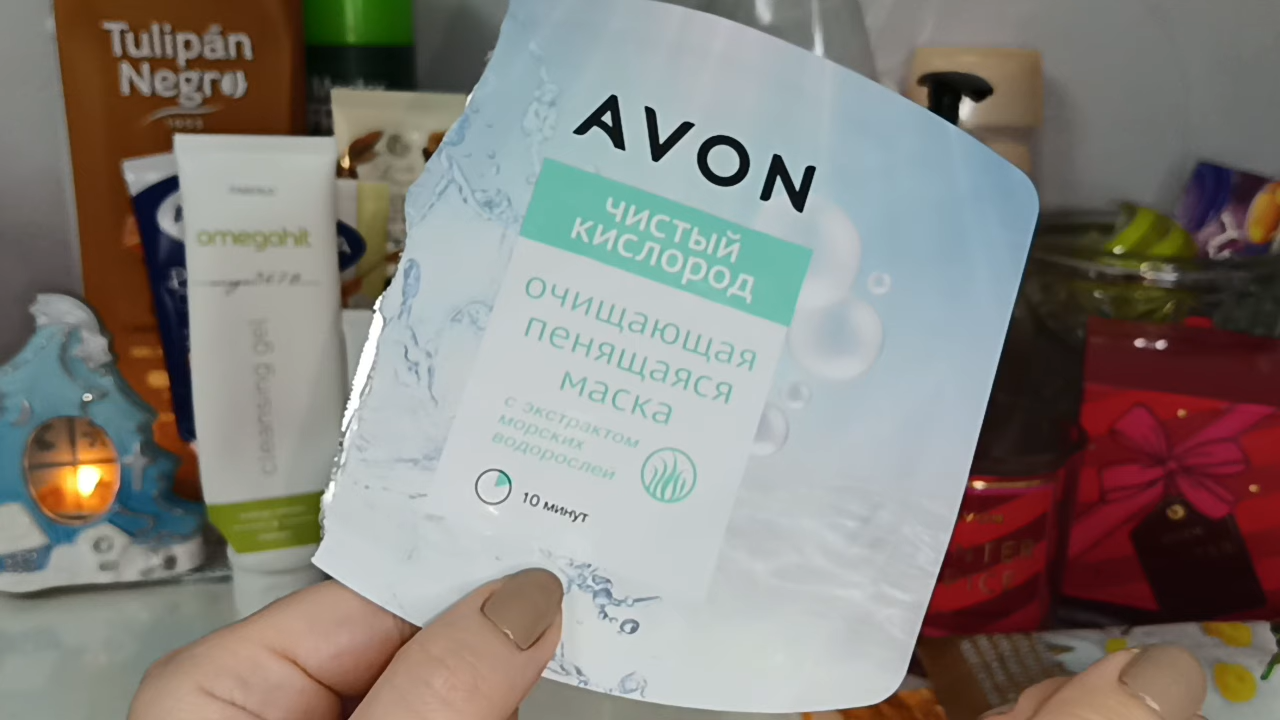 Tulipán
Negro
omegahit
cleansing gel
AVON
ЧИСТЫЙ
КИСЛОРОД
очищающая
пенящаяся
маска
с экстрактом
морских
водорослей
10 минут